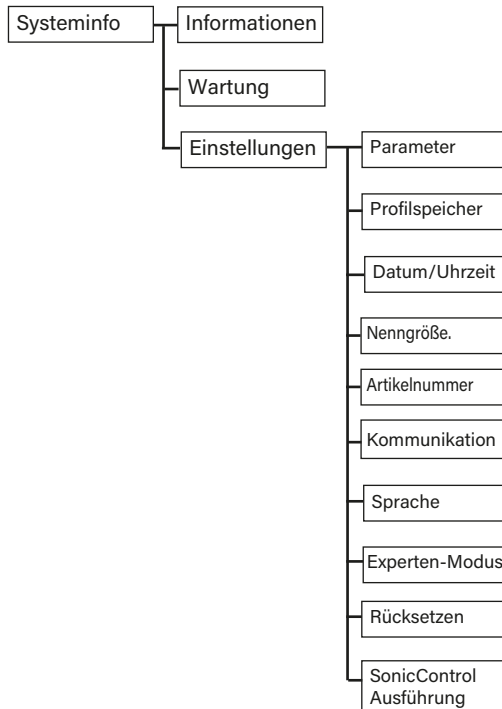 Systeminfo
Informationen
Wartung
Einstellungen
Parameter
Profilspeicher
Datum/Uhrzeit
Nenngröße.
Artikelnummer
Kommunikation
Sprache
Experten-Modus
Rücksetzen
SonicControl
Ausführung